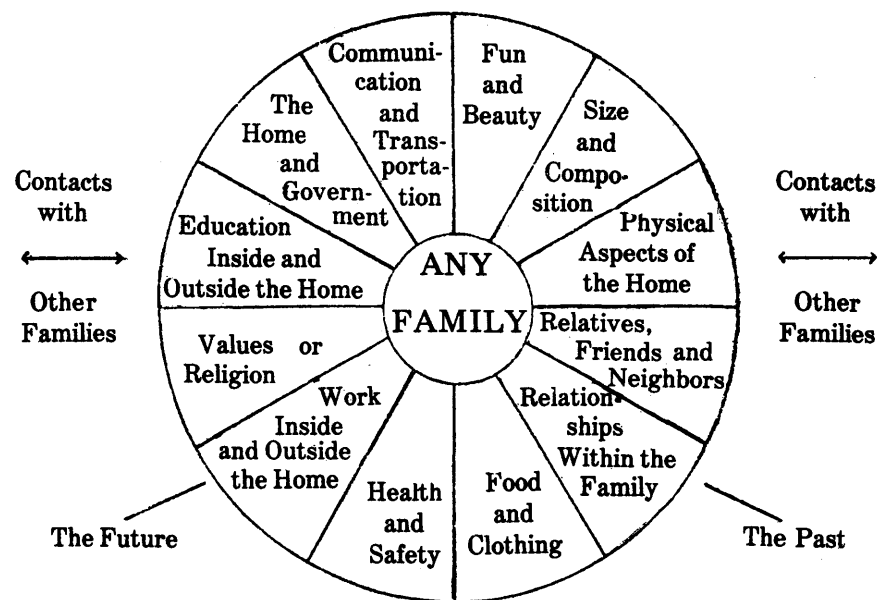 Communi-
cation
and
Trans-
porta-
tion
Fun
and
Beauty
Size
and
Compo-
sition
Physical
Aspects of
the Home
Relatives,
Friends and
Neighbors
Relation-
ships
Within the
Family
Food
and
Clothing
Health
and
Safety
Work
Inside
and Outside
the Home
Values or
Religion
Education
Inside and
Outside the Home
The
Home
and
Govern-
ment
ANY
FAMILY
Contacts
with
Other
Families
Contacts
with
Other
Families
The Future
The Past